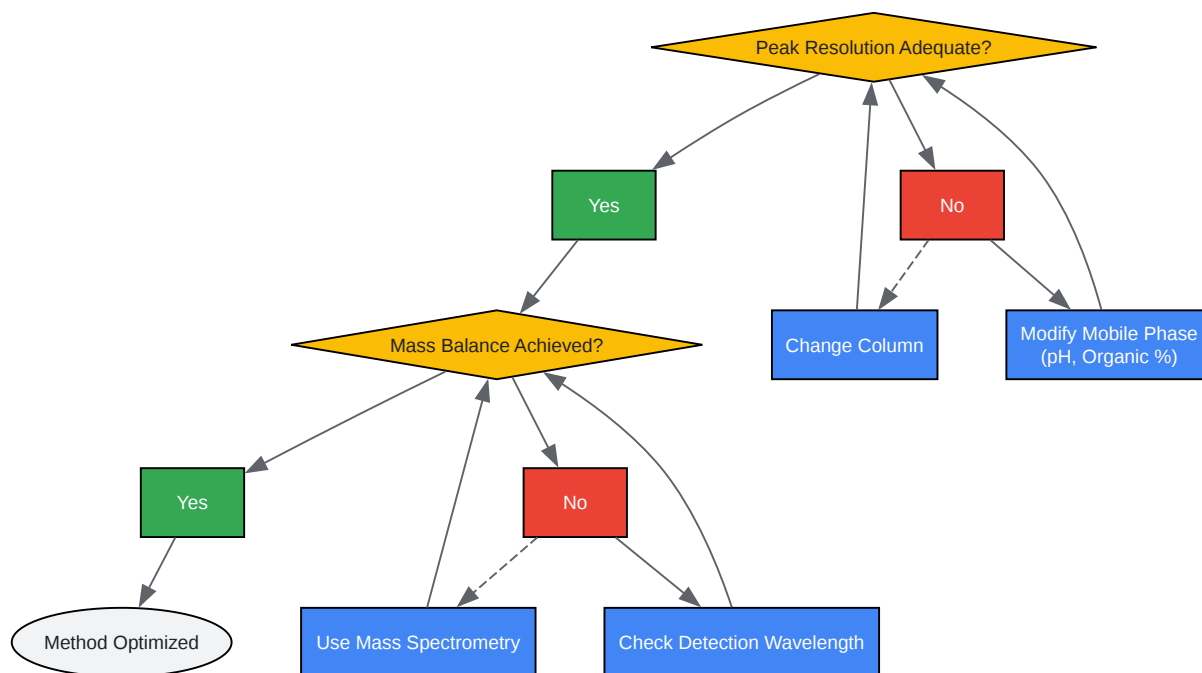 Peak Resolution Adequate?
Yes
No
Change Column
Modify Mobile Phase
(pH, Organic %)
Mass Balance Achieved?
Yes
No
Method Optimized
Use Mass Spectrometry
Check Detection Wavelength